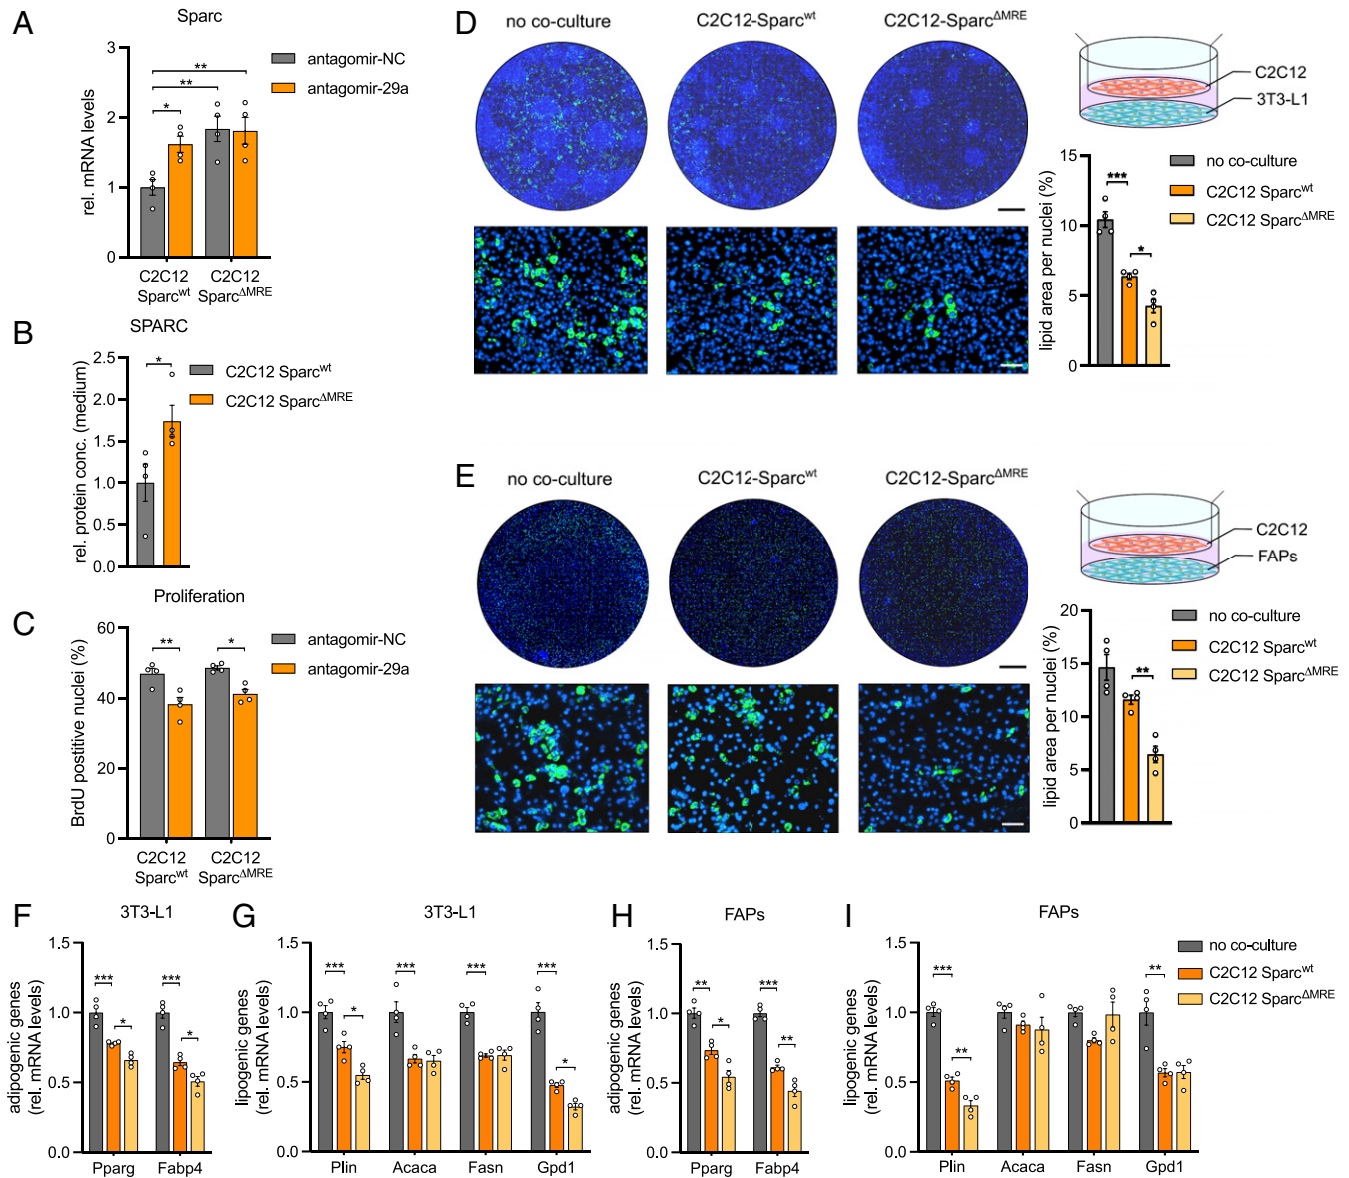 A
Sparc
rel. mRNA levels
3
2
1
0
**
**
*
antagomir-NC
antagomir-29a
C2C12
Sparcwt
C2C12
SparcΔMRE
B
SPARC
rel. protein conc. (medium)
2.5
2.0
1.5
1.0
0.5
0.0
*
C2C12 Sparcwt
C2C12 SparcΔMRE
C
Proliferation
BrdU postitive nuclei (%)
60
40
20
0
**
*
antagomir-NC
antagomir-29a
C2C12
Sparcwt
C2C12
SparcΔMRE
D
no co-culture
C2C12-Sparcwt
C2C12-SparcΔMRE
C2C12
3T3-L1
lipid area per nuclei (%)
15
10
5
0
***
*
no co-culture
C2C12 Sparcwt
C2C12 SparcΔMRE
E
no co-culture
C2C12-Sparcwt
C2C12-SparcΔMRE
C2C12
FAPs
lipid area per nuclei (%)
20
15
10
5
0
**
no co-culture
C2C12 Sparcwt
C2C12 SparcΔMRE
F
3T3-L1
adipogenic genes
(rel. mRNA levels)
1.5
1.0
0.5
0.0
***
*
***
*
Pparg
Fabp4
G
3T3-L1
lipogenic genes
(rel. mRNA levels)
1.5
1.0
0.5
0.0
***
*
***
***
***
*
Plin
Acaca
Fasn
Gpd1
H
FAPs
adipogenic genes
(rel. mRNA levels)
1.5
1.0
0.5
0.0
**
*
***
**
Pparg
Fabp4
I
FAPs
lipogenic genes
(rel. mRNA levels)
1.5
1.0
0.5
0.0
***
**
**
Plin
Acaca
Fasn
Gpd1
no co-culture
C2C12 Sparcwt
C2C12 SparcΔMRE